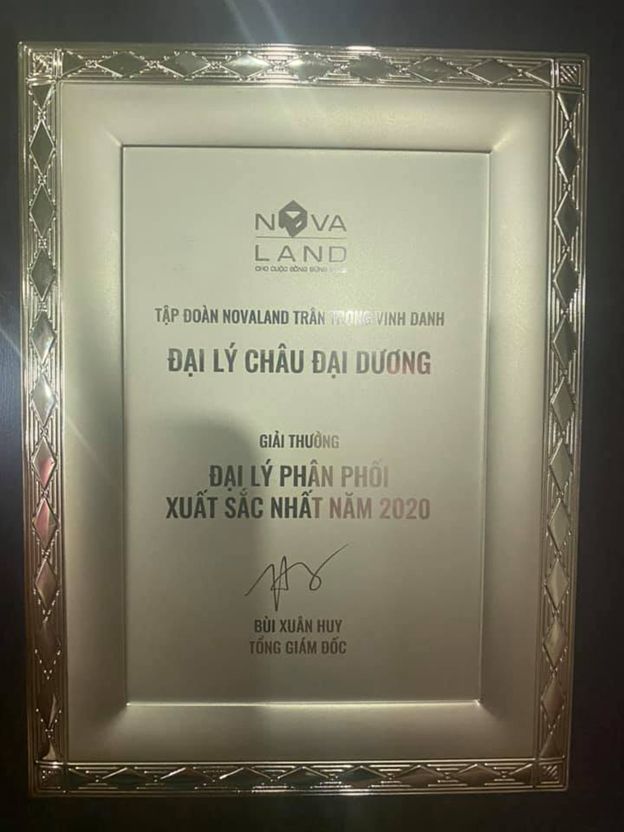 NOVA
LAND
TẬP ĐOÀN NOVALAND TRÂN TRỌNG VINH DANH
ĐẠI LÝ CHÂU ĐẠI DƯƠNG
GIẢI THƯỞNG
ĐẠI LÝ PHÂN PHỐI
XUẤT SẮC NHẤT NĂM 2020
BÙI XUÂN HUY
TỔNG GIÁM ĐỐC